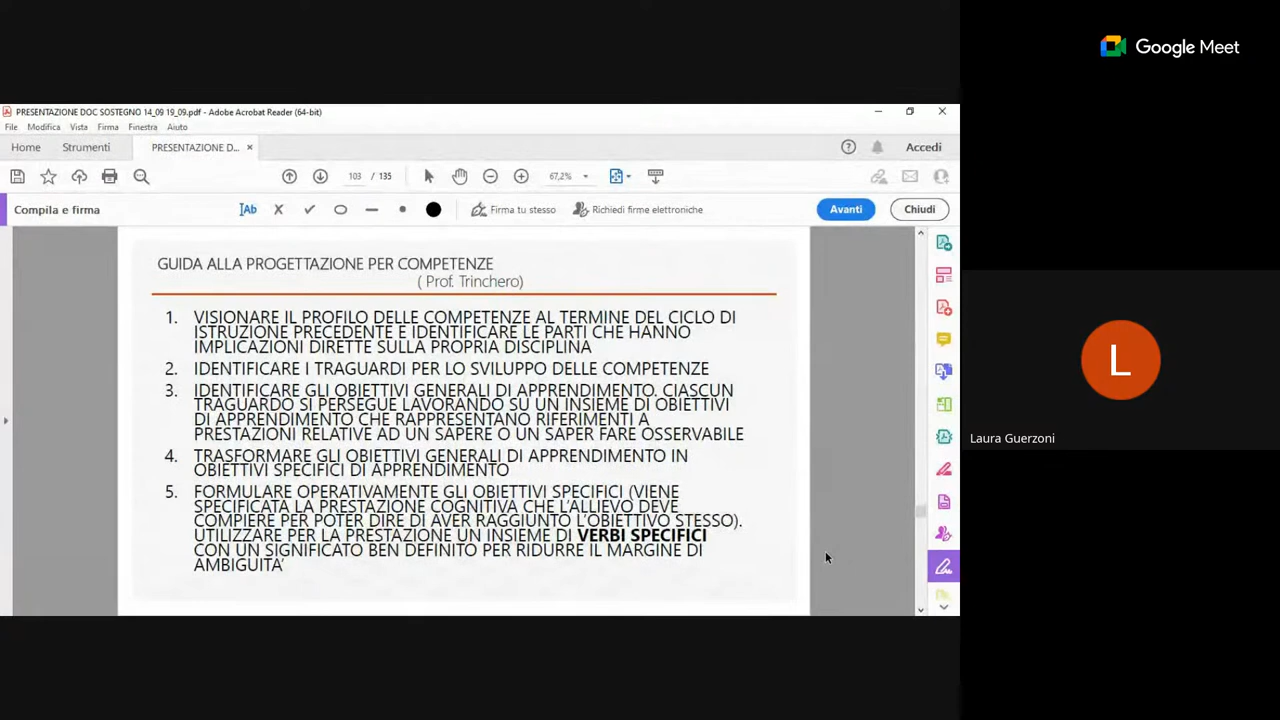 Google Meet
PRESENTAZIONE DOC SOSTEGNO 14_09 19_09.pdf - Adobe Acrobat Reader (64-bit)
File Modifica Vista Firma Finestra Aiuto
Home Strumenti PRESENTAZIONE D... × Accedi
103 / 135 67,2%
Compila e firma Ab Firma tu stesso Richiedi firme elettroniche Avanti Chiudi
GUIDA ALLA PROGETTAZIONE PER COMPETENZE
( Prof. Trinchero)
1. VISIONARE IL PROFILO DELLE COMPETENZE AL TERMINE DEL CICLO DI
ISTRUZIONE PRECEDENTE E IDENTIFICARE LE PARTI CHE HANNO
IMPLICAZIONI DIRETTE SULLA PROPRIA DISCIPLINA
2. IDENTIFICARE I TRAGUARDI PER LO SVILUPPO DELLE COMPETENZE
3. IDENTIFICARE GLI OBIETTIVI GENERALI DI APPRENDIMENTO. CIASCUN
TRAGUARDO SI PERSEGUE LAVORANDO SU UN INSIEME DI OBIETTIVI
DI APPRENDIMENTO CHE RAPPRESENTANO RIFERIMENTI A
PRESTAZIONI RELATIVE AD UN SAPERE O UN SAPER FARE OSSERVABILE
4. TRASFORMARE GLI OBIETTIVI GENERALI DI APPRENDIMENTO IN
OBIETTIVI SPECIFICI DI APPRENDIMENTO
5. FORMULARE OPERATIVAMENTE GLI OBIETTIVI SPECIFICI (VIENE
SPECIFICATA LA PRESTAZIONE COGNITIVA CHE L'ALLIEVO DEVE
COMPIERE PER POTER DIRE DI AVER RAGGIUNTO L'OBIETTIVO STESSO).
UTILIZZARE PER LA PRESTAZIONE UN INSIEME DI VERBI SPECIFICI
CON UN SIGNIFICATO BEN DEFINITO PER RIDURRE IL MARGINE DI
AMBIGUITA'
L
Laura Guerzoni